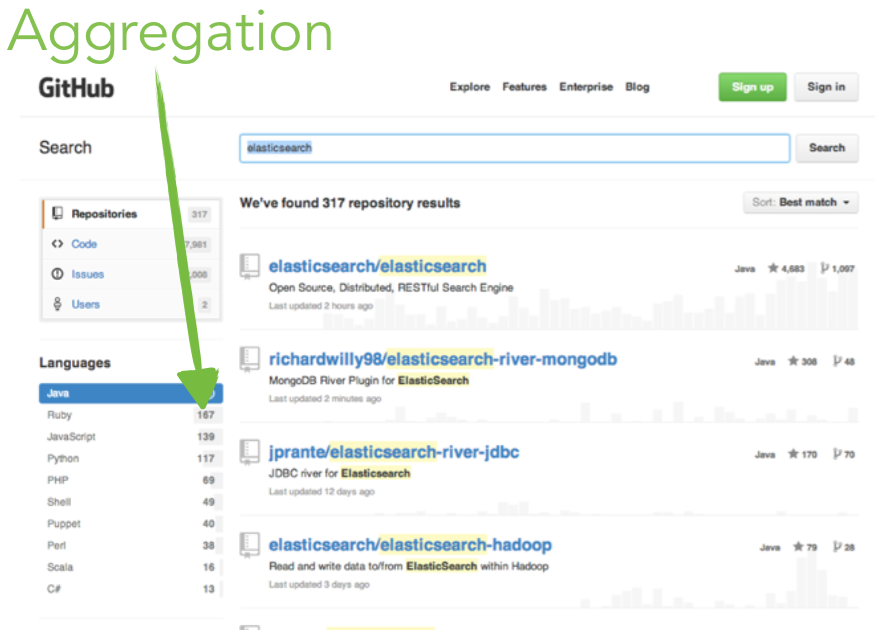 Aggregation
GitHub Explore Features Enterprise Blog Sign up Sign in
Search elasticsearch Search
Repositories 317
Code 7,981
Issues
Users 2
We've found 317 repository results Sort: Best match
elasticsearch/elasticsearch Java 4,683 1,097
Open Source, Distributed, RESTful Search Engine
Last updated 2 hours ago
richardwilly98/elasticsearch-river-mongodb Java 308 48
MongoDB River Plugin for ElasticSearch
Last updated 2 minutes ago
jprante/elasticsearch-river-jdbc Java 170 70
JDBC river for Elasticsearch
Last updated 12 days ago
elasticsearch/elasticsearch-hadoop Java 79 28
Read and write data to/from ElasticSearch within Hadoop
Last updated 3 days ago
Languages
Java
Ruby 167
JavaScript 139
Python 117
PHP 69
Shell 49
Puppet 40
Perl 38
Scala 16
C# 13